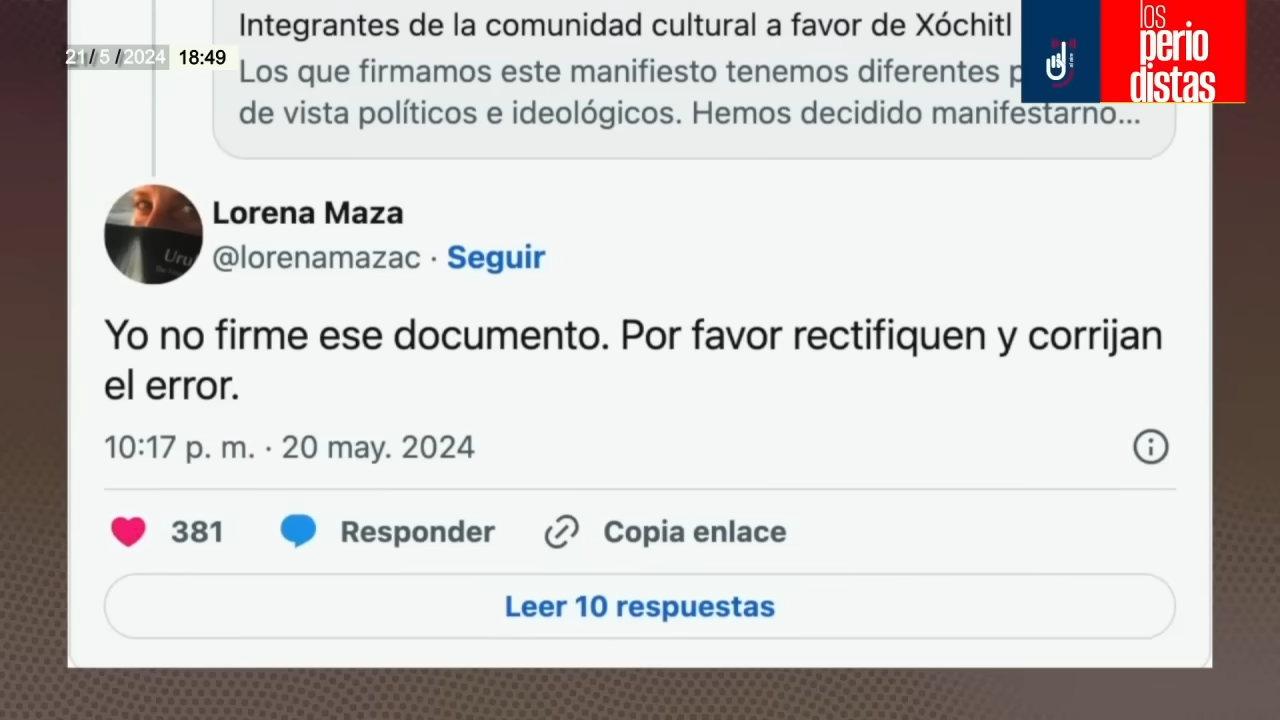 Integrantes de la comunidad cultural a favor de Xóchitl
Los que firmamos este manifiesto tenemos diferentes p
de vista políticos e ideológicos. Hemos decidido manifestarno...
21/5/2024 18:49
los
perio
distas
Lorena Maza
@lorenamazac · Seguir
Uru
Yo no firme ese documento. Por favor rectifiquen y corrijan
el error.
10:17 p. m. · 20 may. 2024
381 Responder Copia enlace
Leer 10 respuestas